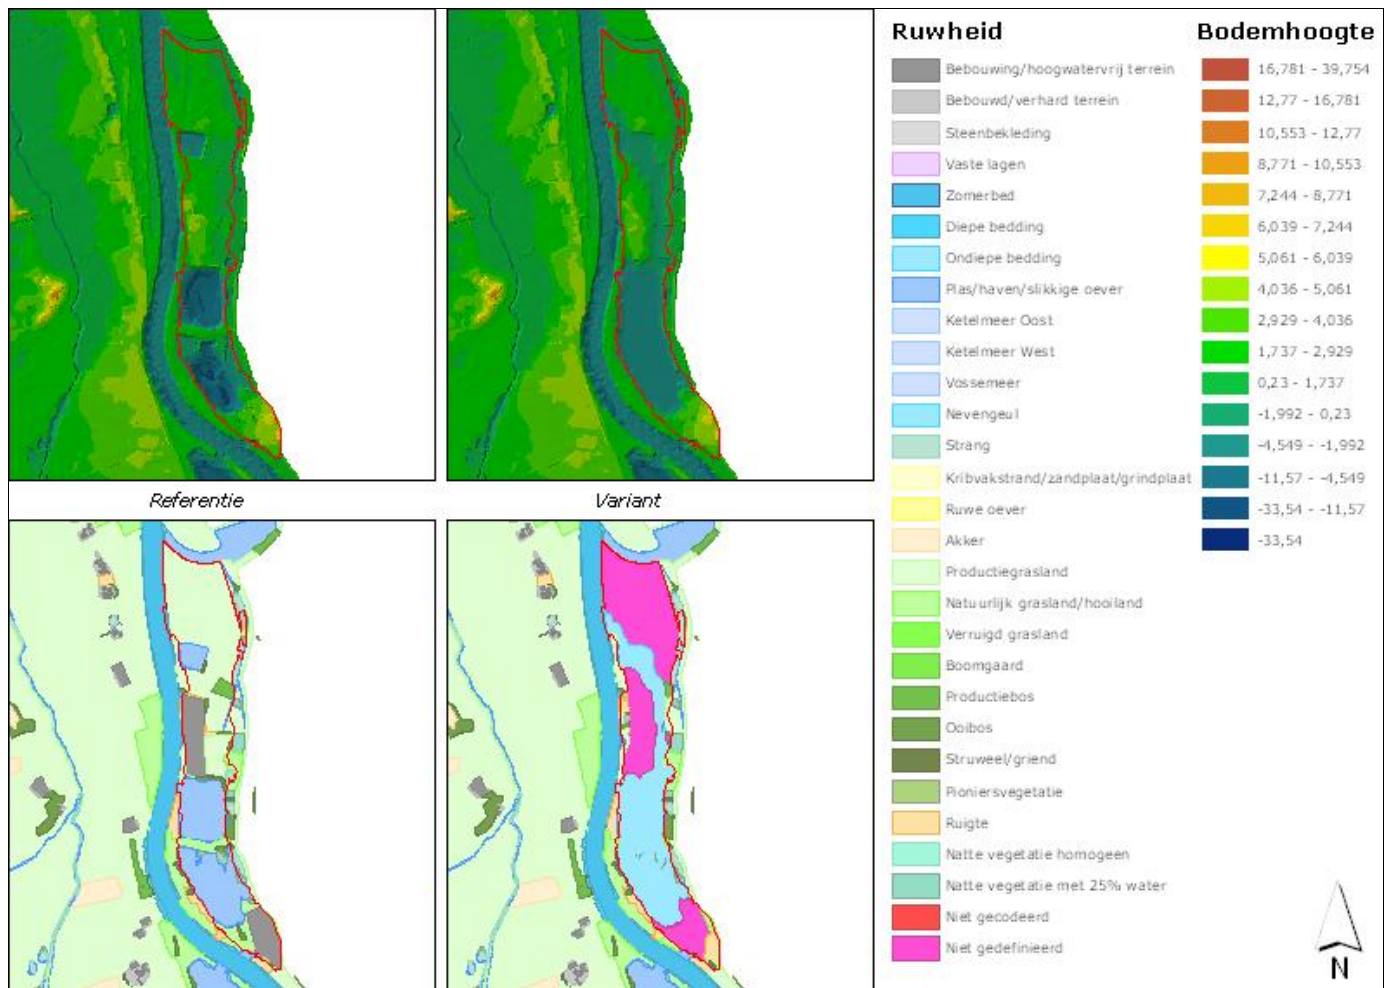 Ruwheid
Bebouwing/hoogwatervrij terrein
Bebouwd/verhard terrein
Steenbekleding
Vaste lagen
Zomerbed
Diepe bedding
Ondiepe bedding
Plas/haven/slikkige oever
Ketelmeer Oost
Ketelmeer West
Vossemeer
Nevengeul
Strang
Kribvakstrand/zandplaat/grindplaat
Ruwe oever
Akker
Productiegrasland
Natuurlijk grasland/hooiland
Verruigd grasland
Boomgaard
Productiebos
Ooibos
Struweel/griend
Pioniersvegetatie
Ruigte
Natte vegetatie homogeen
Natte vegetatie met 25% water
Niet gecodeerd
Niet gedefinieerd
Bodemhoogte
16,781 - 39,754
12,77 - 16,781
10,553 - 12,77
8,771 - 10,553
7,244 - 8,771
6,039 - 7,244
5,061 - 6,039
4,036 - 5,061
2,929 - 4,036
1,737 - 2,929
0,23 - 1,737
-1,992 - 0,23
-4,549 - -1,992
-11,57 - -4,549
-33,54 - -11,57
-33,54
Referentie
Variant
N